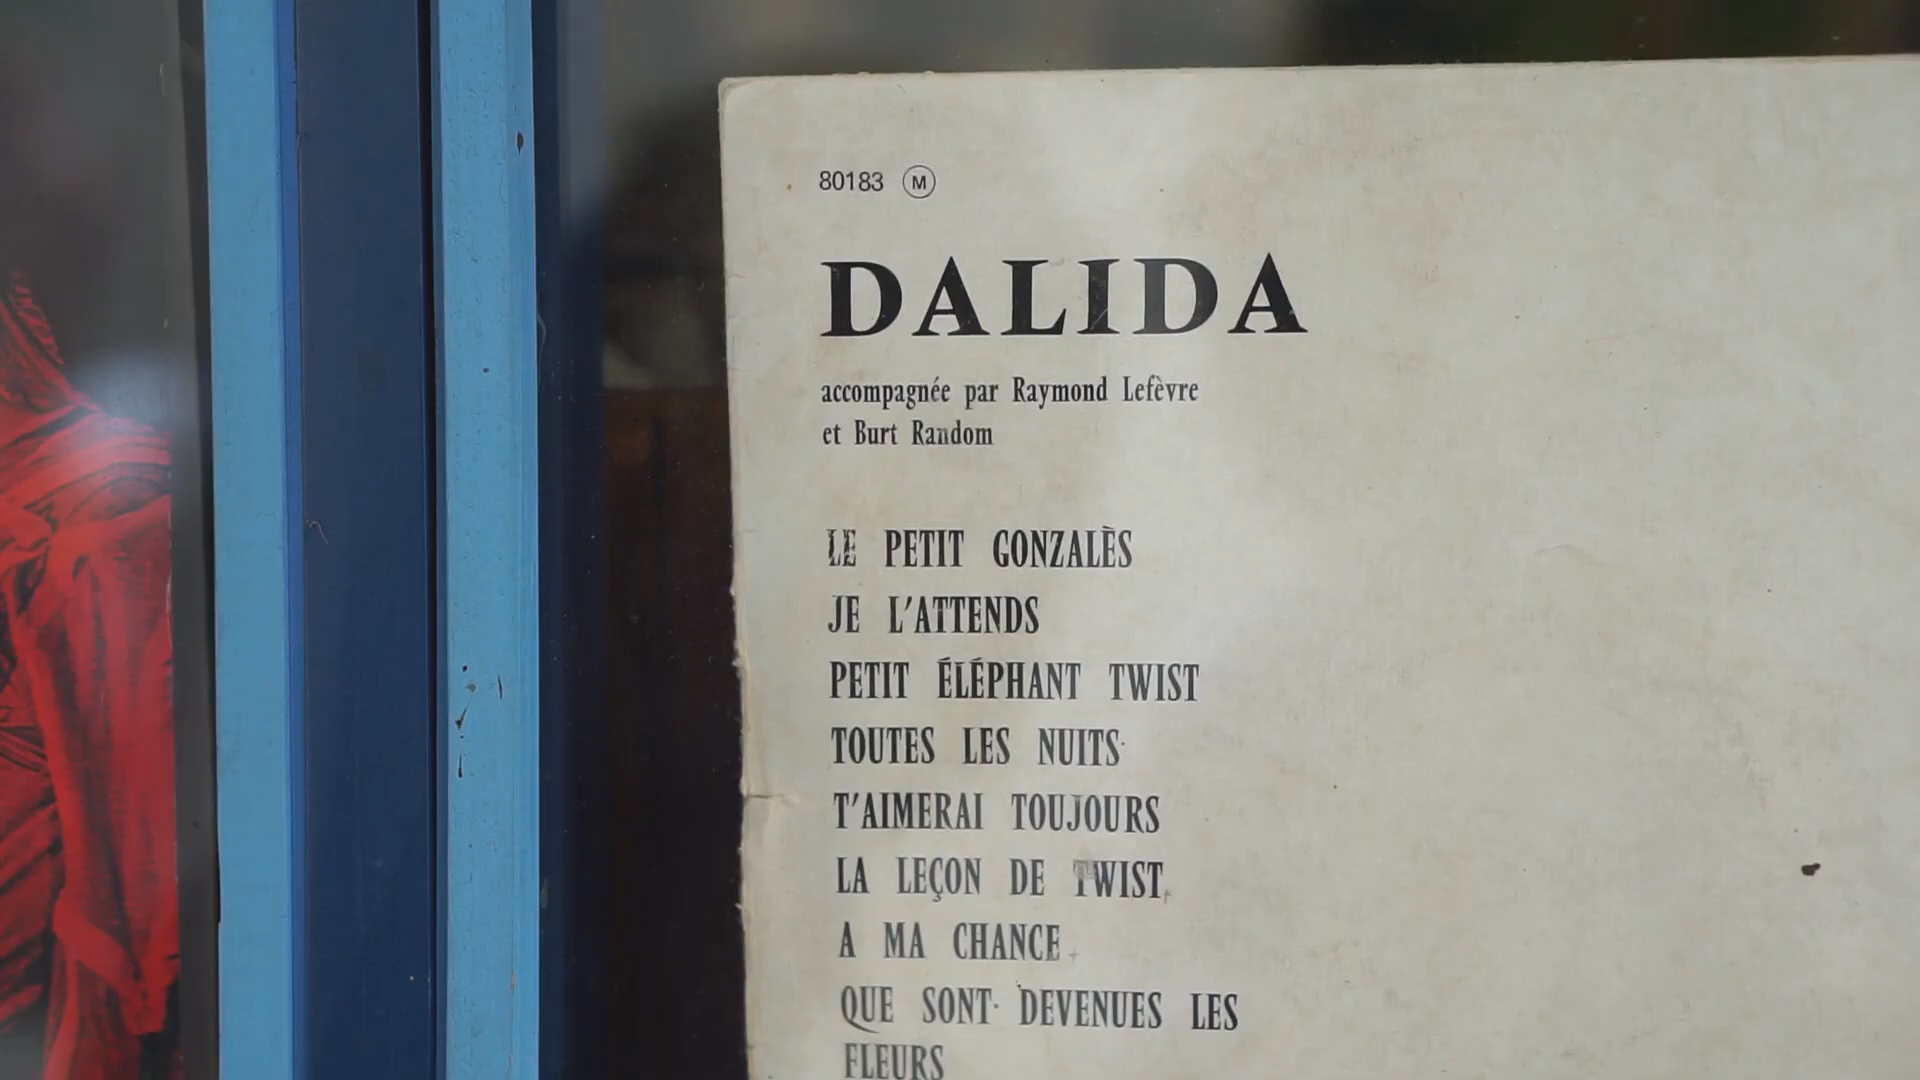 80183 M
DALIDA
accompagnée par Raymond Lefèvre
et Burt Random
LE PETIT GONZALÈS
JE L'ATTENDS
PETIT ÉLÉPHANT TWIST
TOUTES LES NUITS
T'AIMERAI TOUJOURS
LA LEÇON DE TWIST
A MA CHANCE
QUE SONT DEVENUES LES
FLEURS